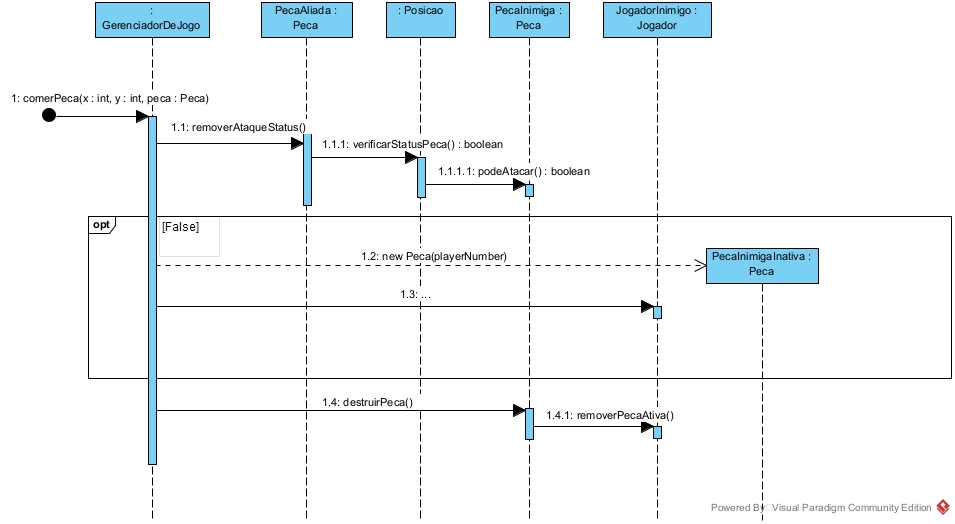 :
GerenciadorDeJogo
PecaAliada :
Peca
: Posicao
PecaInimiga :
Peca
JogadorInimigo :
Jogador
1: comerPeca(x : int, y : int, peca : Peca)
1.1: removerAtaqueStatus()
1.1.1: verificarStatusPeca() : boolean
1.1.1.1: podeAtacar() : boolean
opt
[False]
1.2: new Peca(playerNumber)
PecaInimigaInativa :
Peca
1.3: ...
1.4: destruirPeca()
1.4.1: removerPecaAtiva()
Powered By Visual Paradigm Community Edition